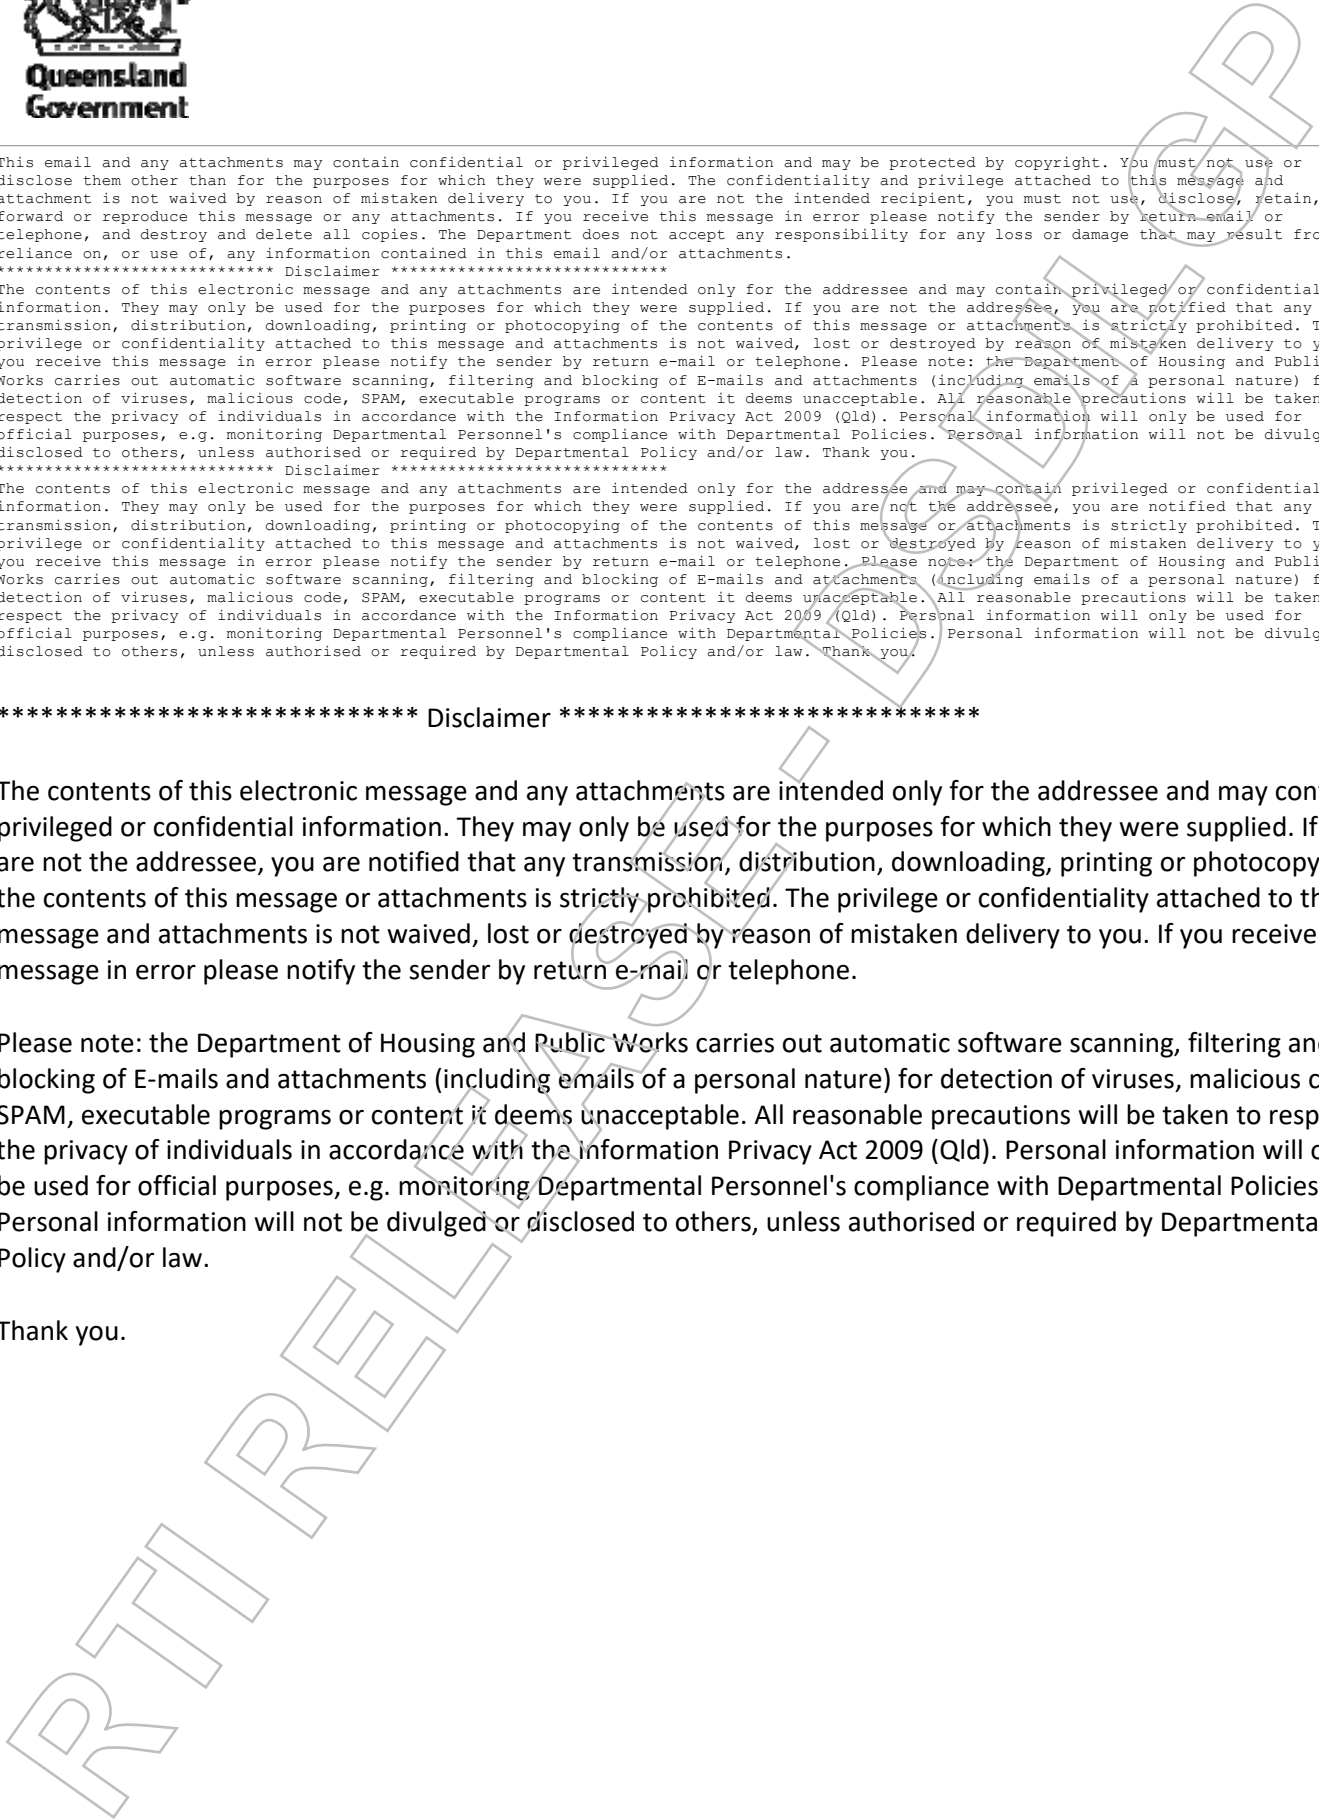 Queensland
Government
This email and any attachments may contain confidential or privileged information and may be protected by copyright. You must not use or
disclose them other than for the purposes for which they were supplied. The confidentiality and privilege attached to this message and
attachment is not waived by reason of mistaken delivery to you. If you are not the intended recipient, you must not use, disclose, retain,
forward or reproduce this message or any attachments. If you receive this message in error please notify the sender by return email or
telephone, and destroy and delete all copies. The Department does not accept any responsibility for any loss or damage that may result fro
reliance on, or use of, any information contained in this email and/or attachments.
***************************** Disclaimer *****************************
The contents of this electronic message and any attachments are intended only for the addressee and may contain privileged or confidential
information. They may only be used for the purposes for which they were supplied. If you are not the addressee, you are notified that any
transmission, distribution, downloading, printing or photocopying of the contents of this message or attachments is strictly prohibited. T
privilege or confidentiality attached to this message and attachments is not waived, lost or destroyed by reason of mistaken delivery to y
you receive this message in error please notify the sender by return e-mail or telephone. Please note: the Department of Housing and Publi
Works carries out automatic software scanning, filtering and blocking of E-mails and attachments (including emails of a personal nature) f
detection of viruses, malicious code, SPAM, executable programs or content it deems unacceptable. All reasonable precautions will be taken
respect the privacy of individuals in accordance with the Information Privacy Act 2009 (Qld). Personal information will only be used for
official purposes, e.g. monitoring Departmental Personnel's compliance with Departmental Policies. Personal information will not be divulg
disclosed to others, unless authorised or required by Departmental Policy and/or law. Thank you.
***************************** Disclaimer *****************************
The contents of this electronic message and any attachments are intended only for the addressee and may contain privileged or confidential
information. They may only be used for the purposes for which they were supplied. If you are not the addressee, you are notified that any
transmission, distribution, downloading, printing or photocopying of the contents of this message or attachments is strictly prohibited. T
privilege or confidentiality attached to this message and attachments is not waived, lost or destroyed by reason of mistaken delivery to y
you receive this message in error please notify the sender by return e-mail or telephone. Please note: the Department of Housing and Publi
Works carries out automatic software scanning, filtering and blocking of E-mails and attachments (including emails of a personal nature) f
detection of viruses, malicious code, SPAM, executable programs or content it deems unacceptable. All reasonable precautions will be taken
respect the privacy of individuals in accordance with the Information Privacy Act 2009 (Qld). Personal information will only be used for
official purposes, e.g. monitoring Departmental Personnel's compliance with Departmental Policies. Personal information will not be divulg
disclosed to others, unless authorised or required by Departmental Policy and/or law. Thank you.
***************************** Disclaimer *****************************
The contents of this electronic message and any attachments are intended only for the addressee and may con
privileged or confidential information. They may only be used for the purposes for which they were supplied. If
are not the addressee, you are notified that any transmission, distribution, downloading, printing or photocopy
the contents of this message or attachments is strictly prohibited. The privilege or confidentiality attached to th
message and attachments is not waived, lost or destroyed by reason of mistaken delivery to you. If you receive
message in error please notify the sender by return e-mail or telephone.
Please note: the Department of Housing and Public Works carries out automatic software scanning, filtering and
blocking of E-mails and attachments (including emails of a personal nature) for detection of viruses, malicious c
SPAM, executable programs or content it deems unacceptable. All reasonable precautions will be taken to resp
the privacy of individuals in accordance with the Information Privacy Act 2009 (Qld). Personal information will o
be used for official purposes, e.g. monitoring Departmental Personnel's compliance with Departmental Policies
Personal information will not be divulged or disclosed to others, unless authorised or required by Departmenta
Policy and/or law.
Thank you.
RTI RELEASE - DSDILGP